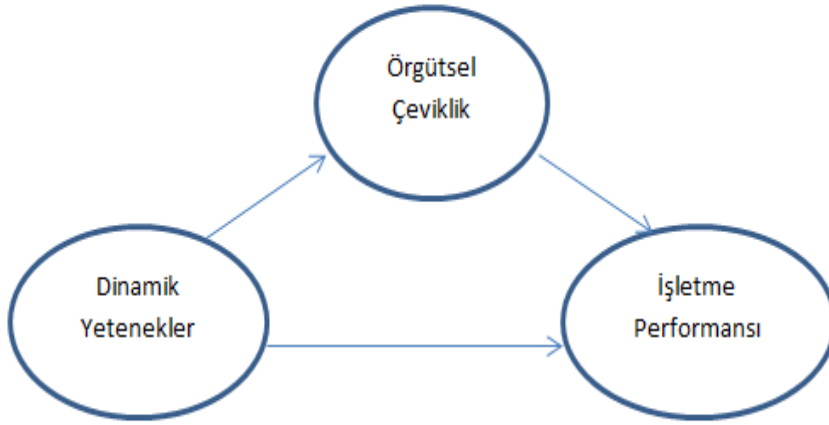 Örgütsel
Çeviklik
Dinamik
Yetenekler
İşletme
Performansı